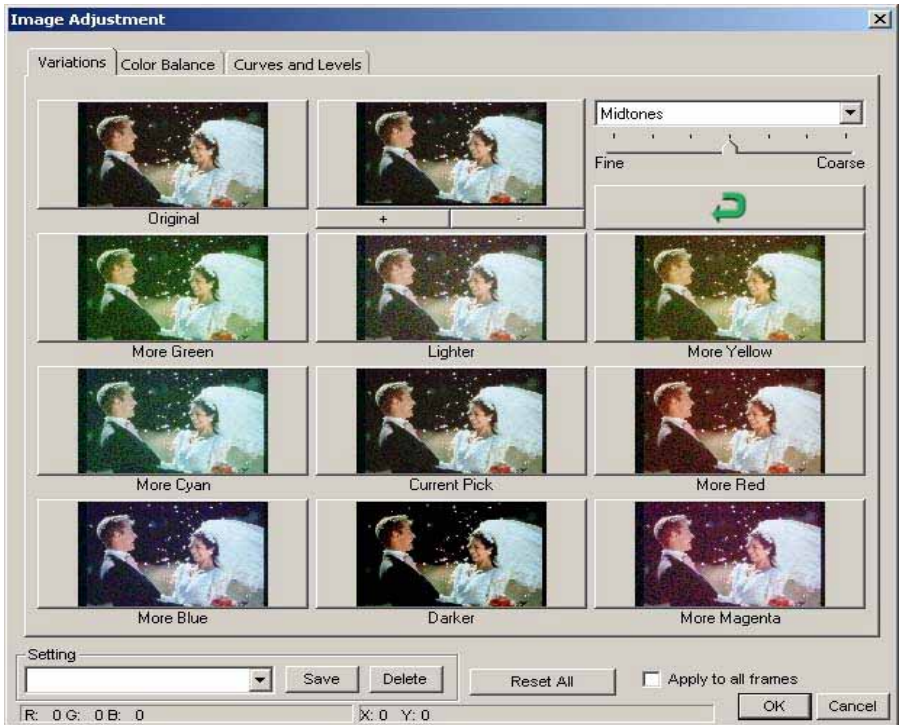 Image Adjustment
Variations Color Balance Curves and Levels
Midtones
Fine Coarse
Original + -
More Green Lighter More Yellow
More Cyan Current Pick More Red
More Blue Darker More Magenta
Setting
Save Delete Reset All Apply to all frames
OK Cancel
R: 0 G: 0 B: 0 X: 0 Y: 0